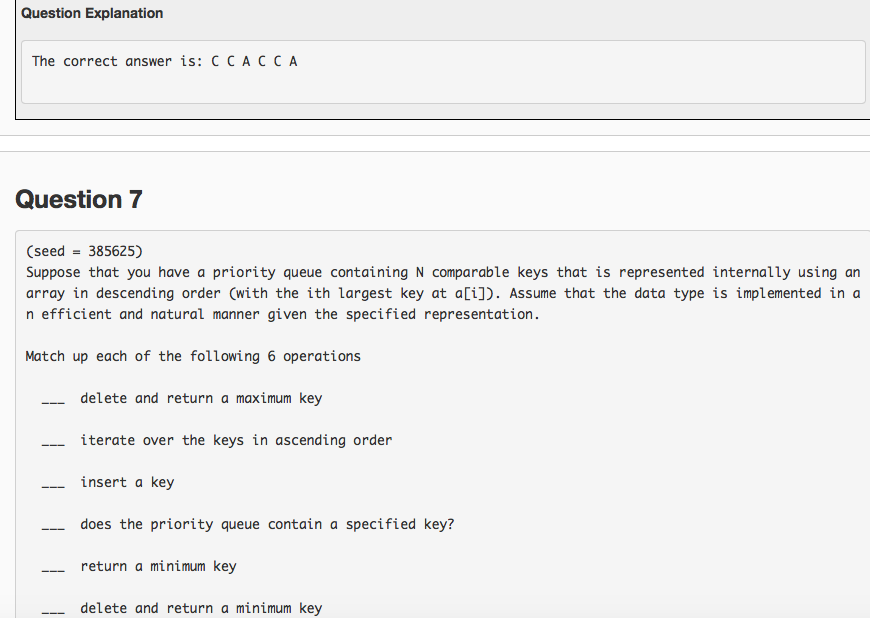 Question Explanation
The correct answer is: C C A C C A
Question 7
(seed = 385625)
Suppose that you have a priority queue containing N comparable keys that is represented internally using an
array in descending order (with the ith largest key at a[i]). Assume that the data type is implemented in a
n efficient and natural manner given the specified representation.
Match up each of the following 6 operations
___ delete and return a maximum key
___ iterate over the keys in ascending order
___ insert a key
___ does the priority queue contain a specified key?
___ return a minimum key
___ delete and return a minimum key